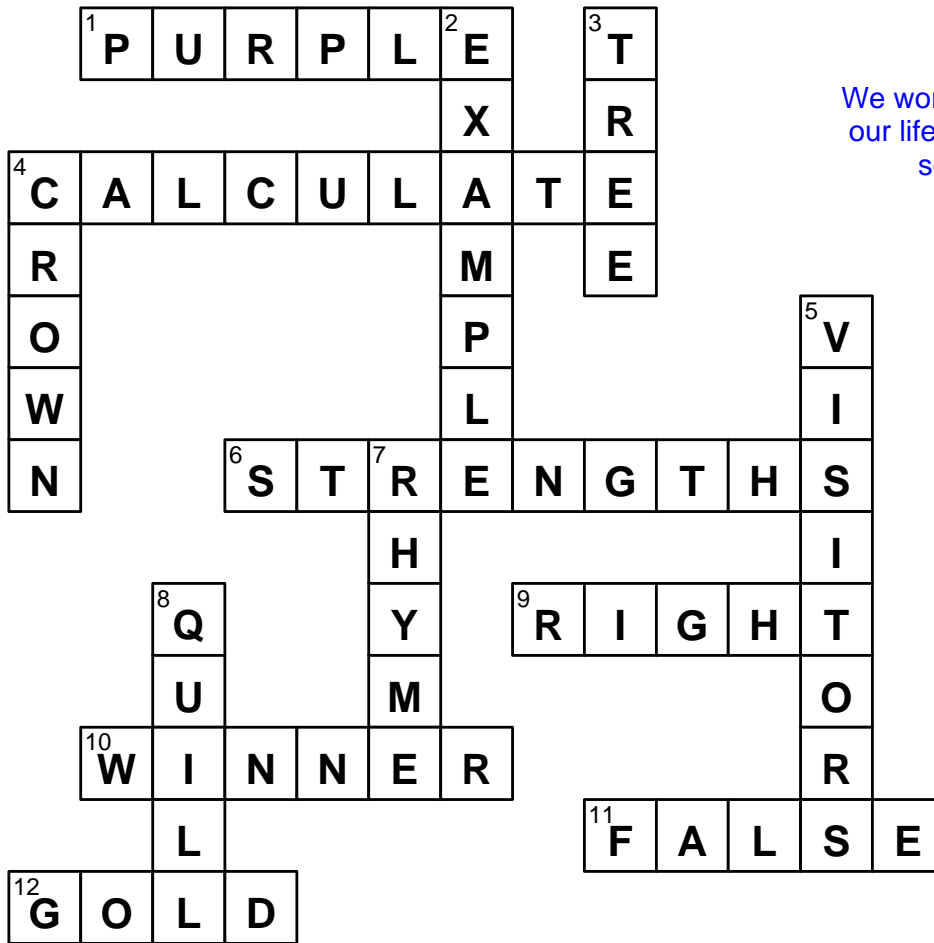 1 P U R P L 2 E 3 T
X R
We wor
our life
4 C A L C U L A T E
R M E
O P 5 V
W L I
N 6 S T 7 R E N G T H S
H I
8 Q Y 9 R I G H T
U M O
10 W I N N E R R
L 11 F A L S E
12 G O L D